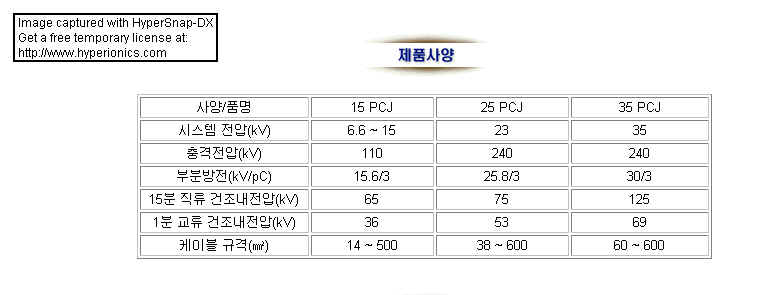 Image captured with HyperSnap-DX
Get a free temporary license at:
http://www.hyperionics.com
제품사양
사양/품명 15 PCJ 25 PCJ 35 PCJ
시스템 전압(kV) 6.6 ~ 15 23 35
충격전압(kV) 110 240 240
부분방전(kV/pC) 15.6/3 25.8/3 30/3
15분 직류 건조내전압(kV) 65 75 125
1분 교류 건조내전압(kV) 36 53 69
케이블 규격(㎟) 14 ~ 500 38 ~ 600 60 ~ 600